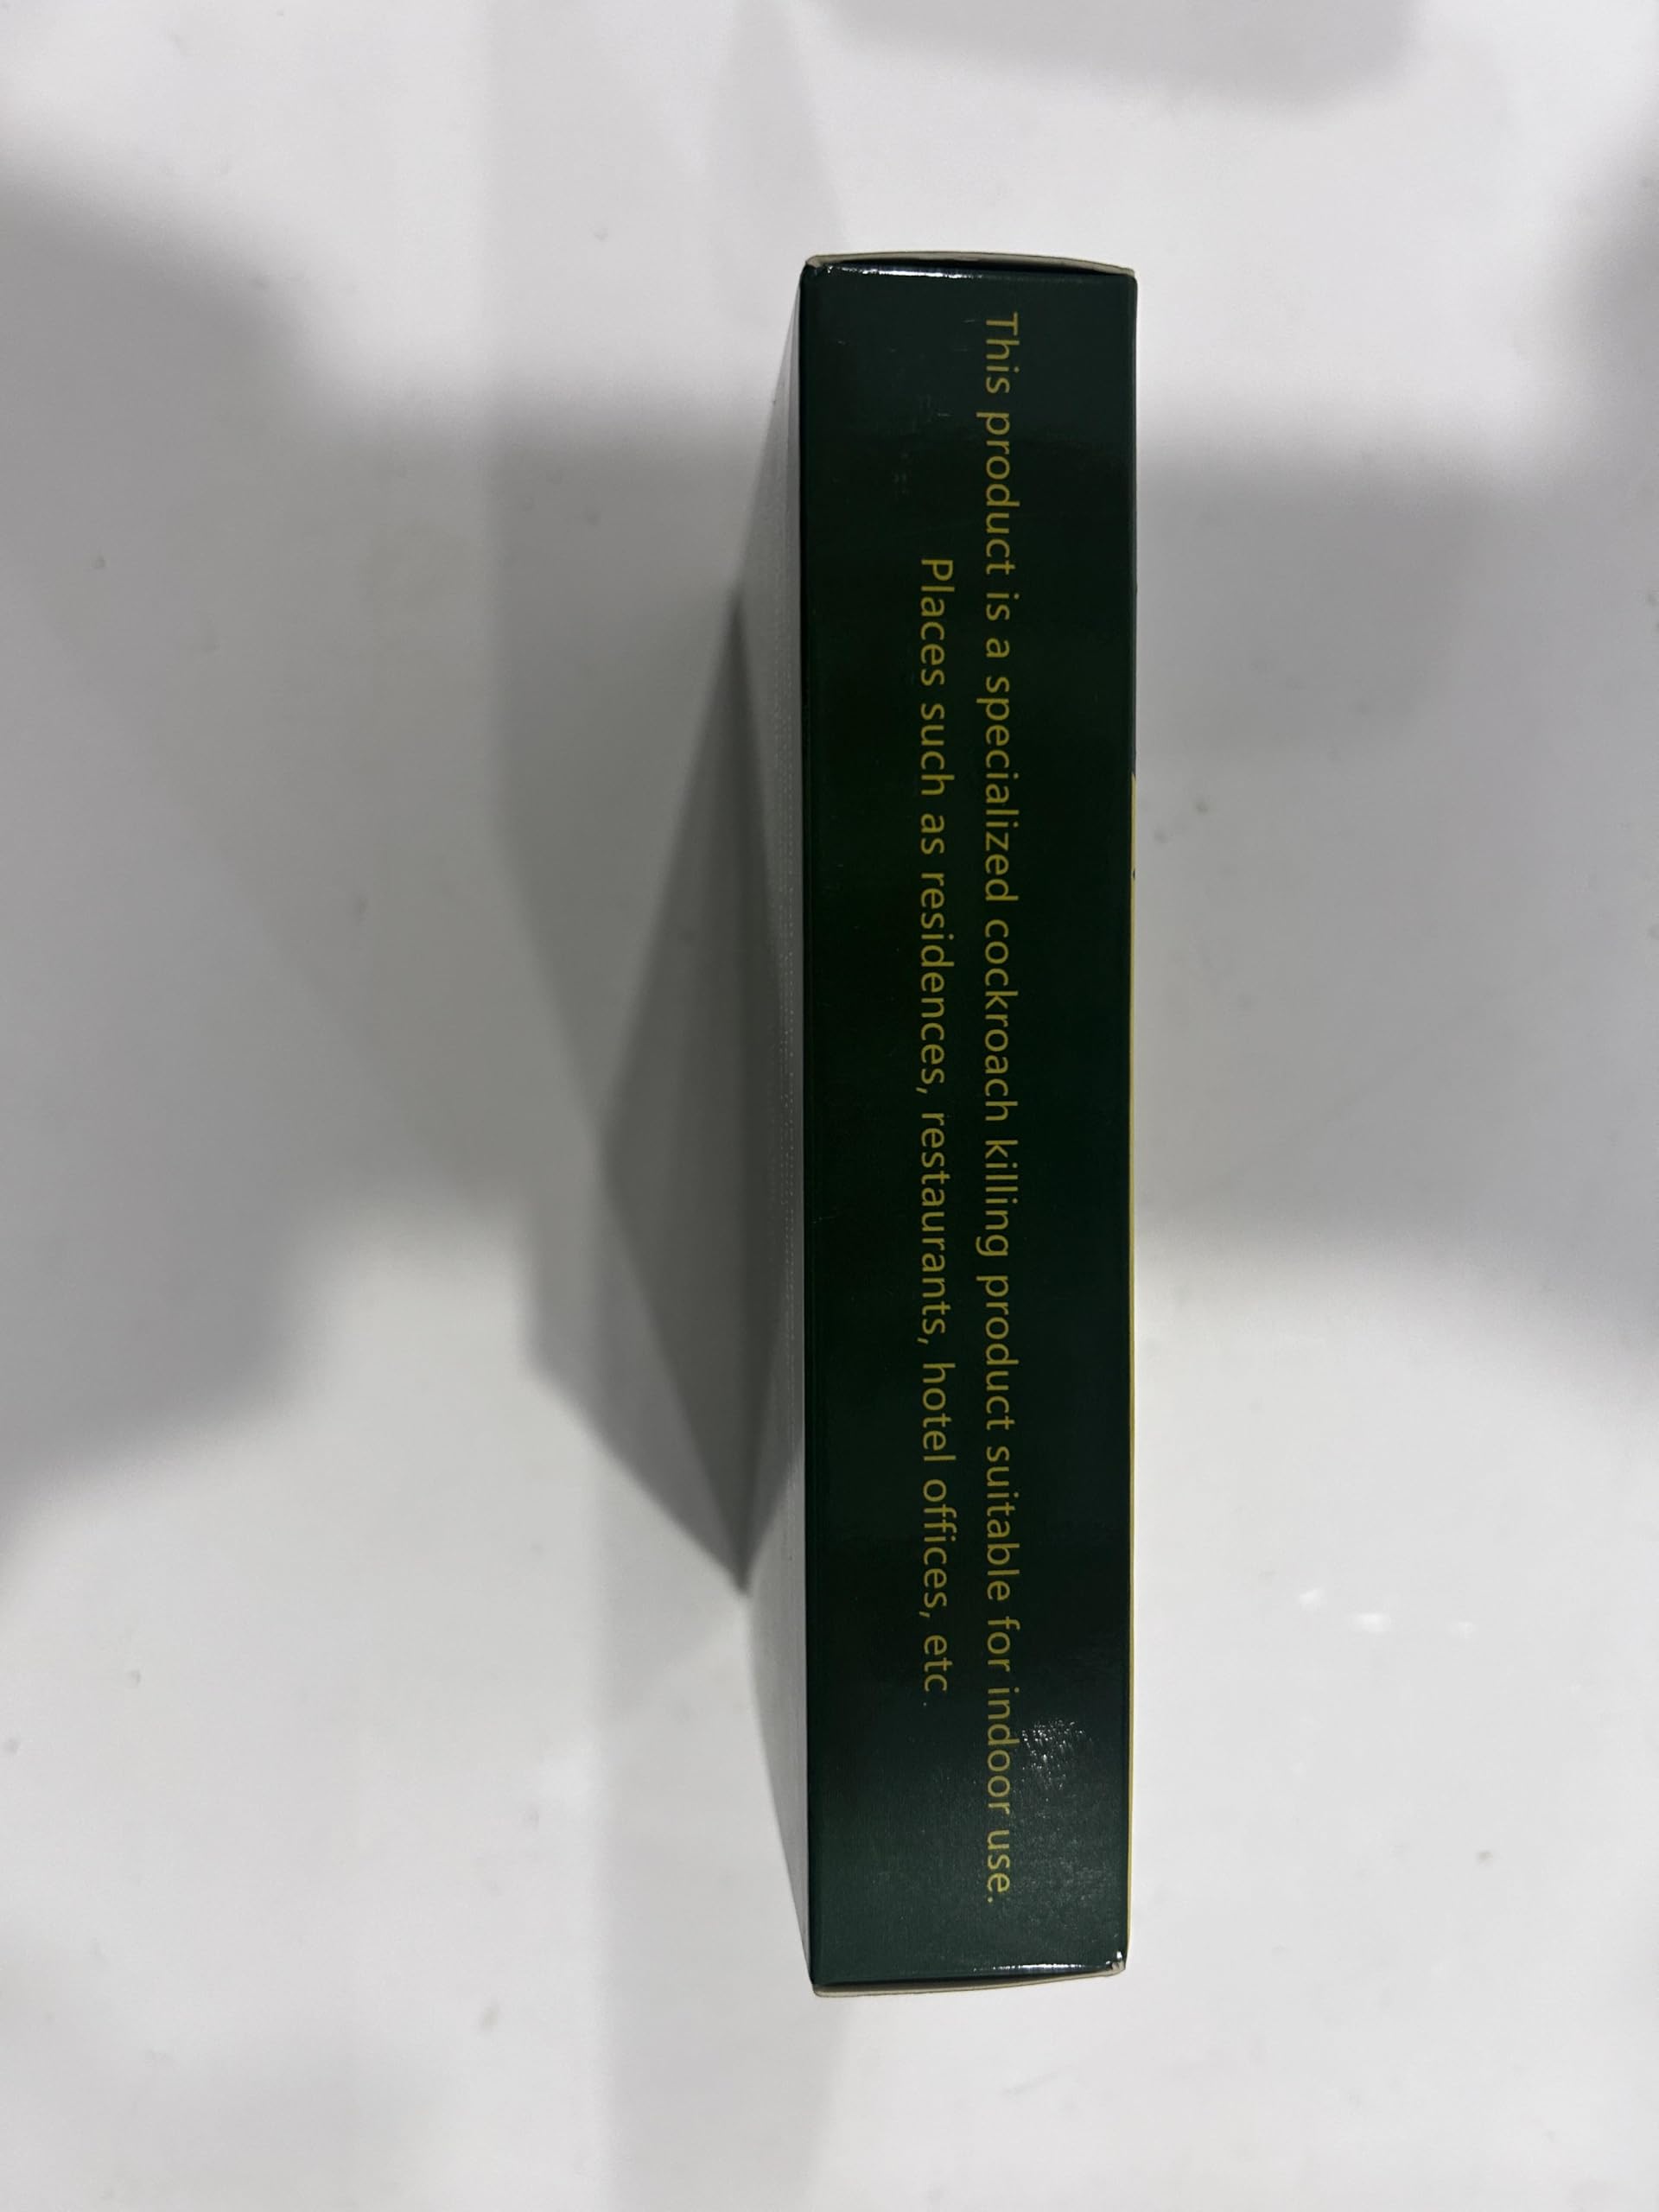 This product is a specialized cockroach killing product suitable for indoor use.
Places such as residences, restaurants, hotel offices, etc.